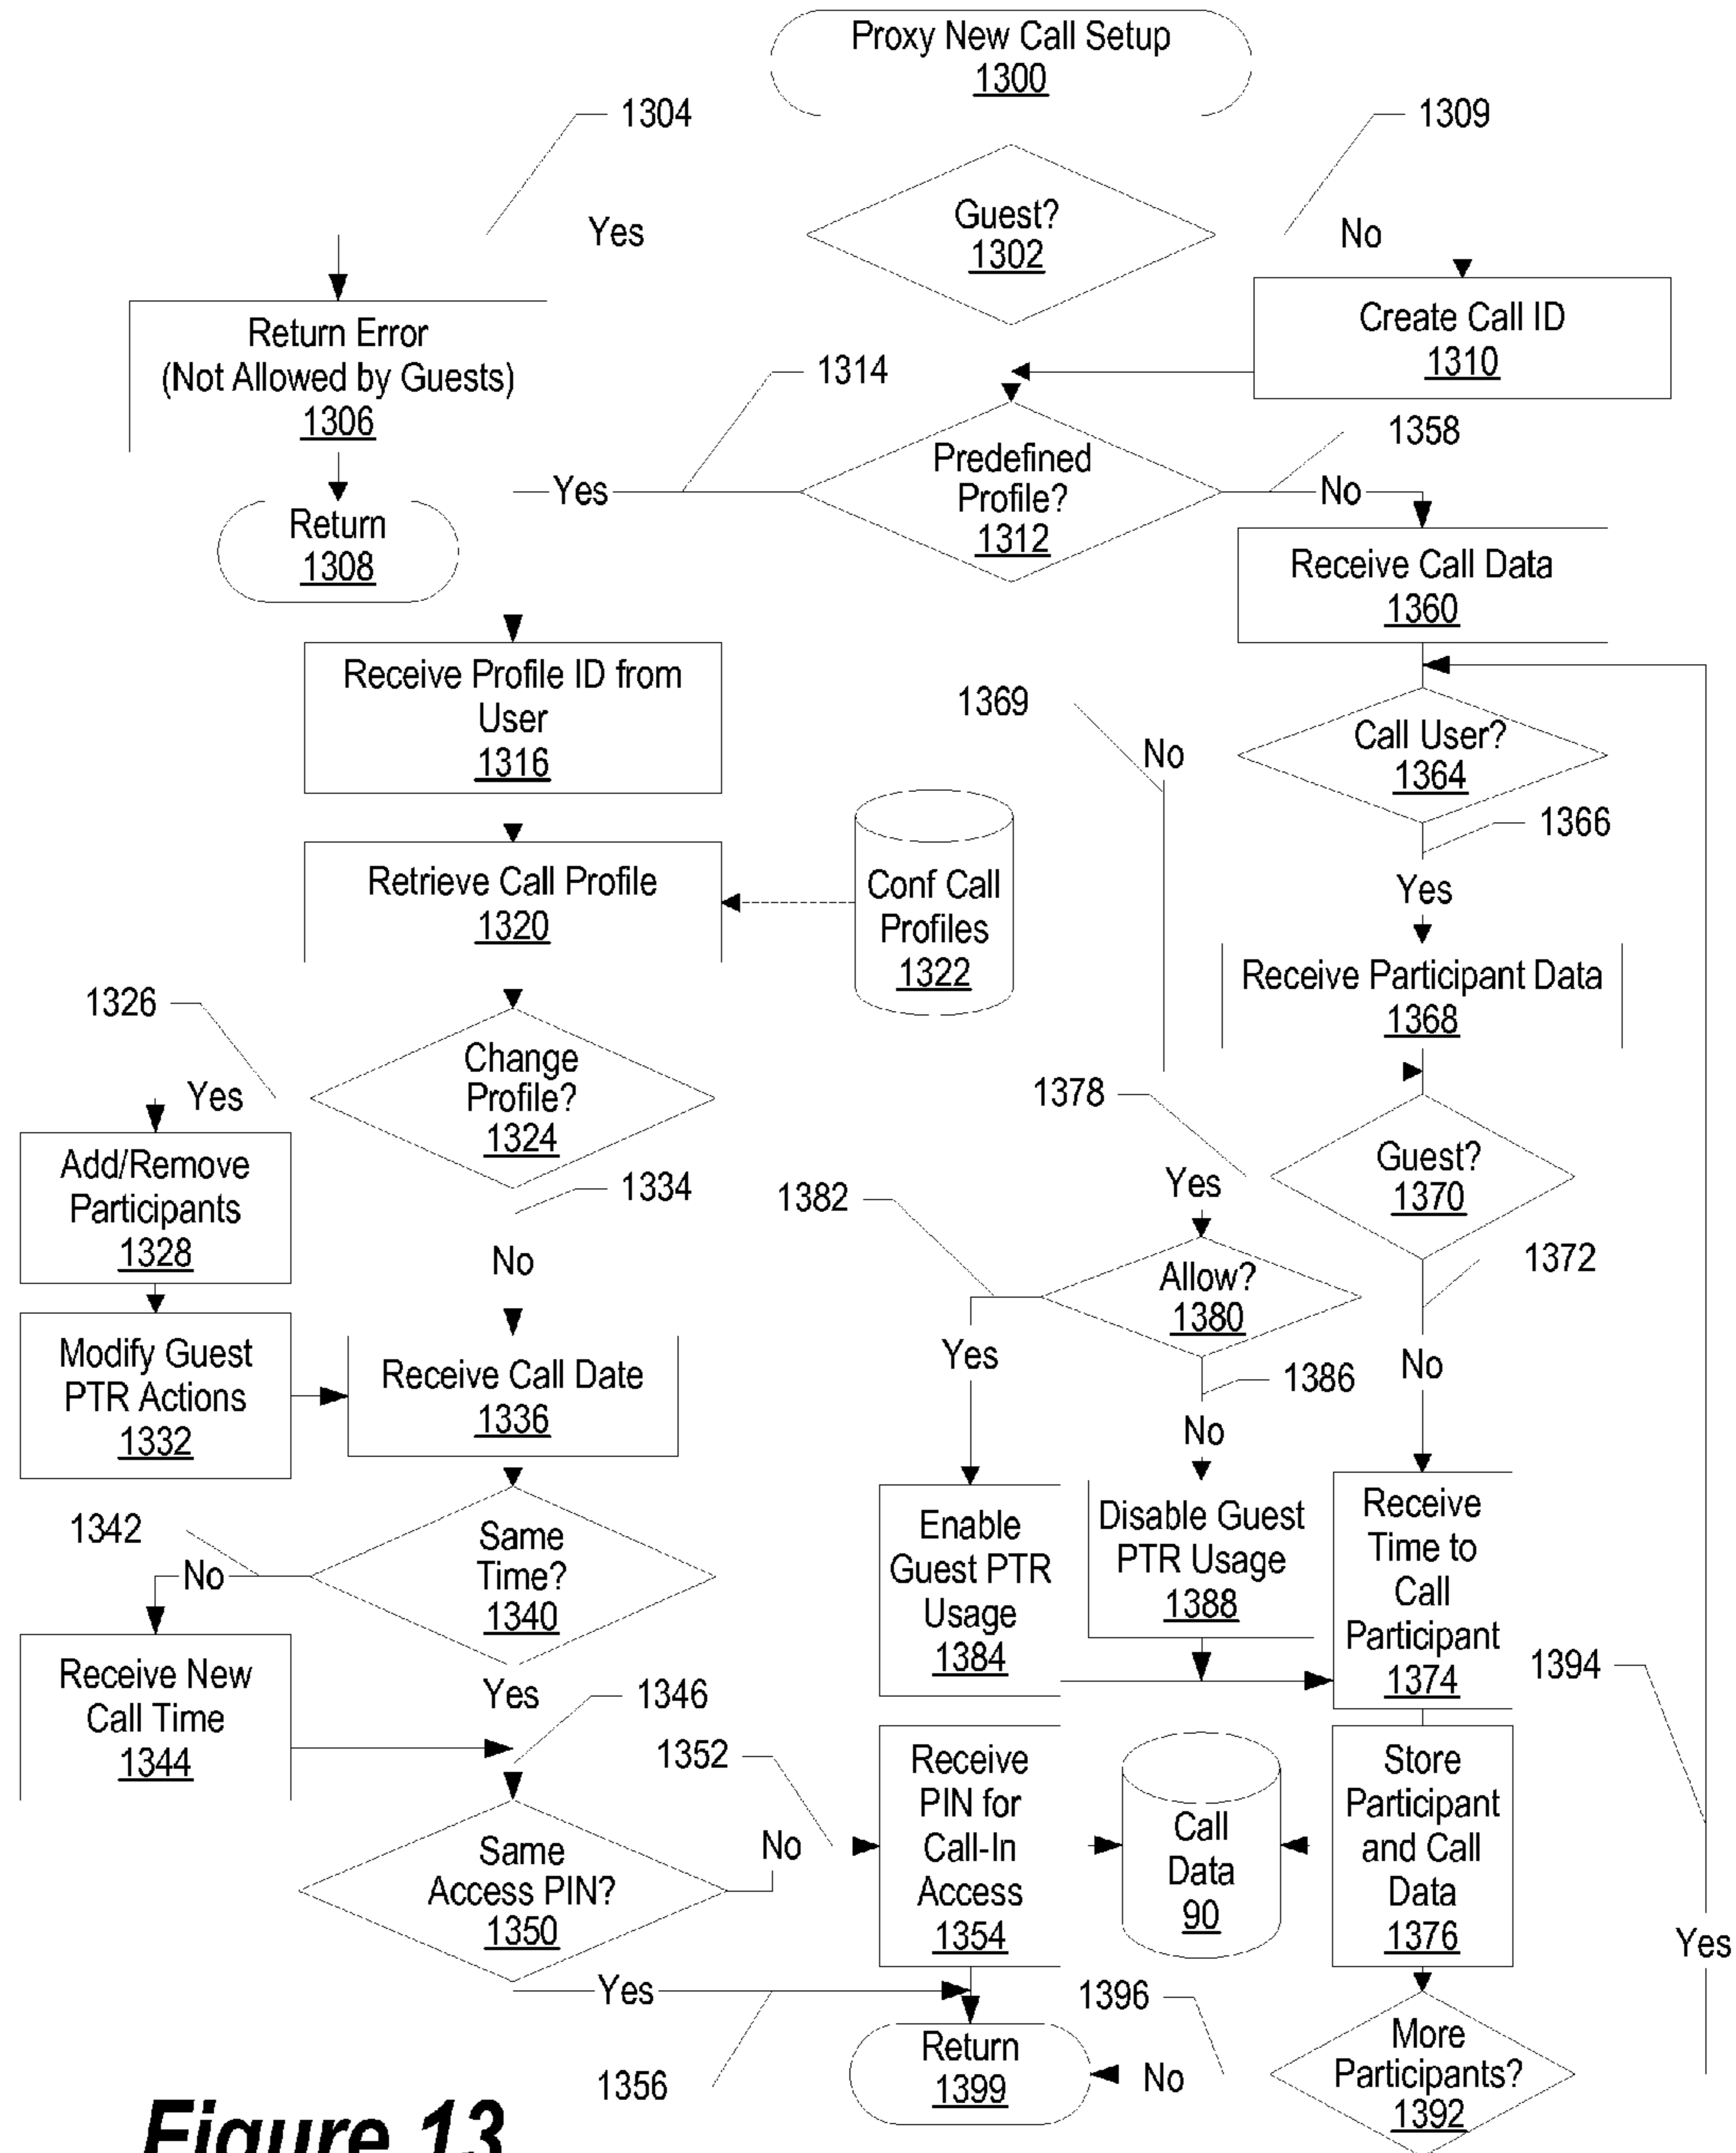 Proxy New Call Setup
1300
1304
1309
Guest?
1302
Yes
No
Return Error
(Not Allowed by Guests)
1306
Create Call ID
1310
1314
1358
Predefined
Profile?
1312
Yes
No
Return
1308
Receive Call Data
1360
Receive Profile ID from
User
1316
1369
No
Call User?
1364
1366
Yes
Retrieve Call Profile
1320
Conf Call
Profiles
1322
Receive Participant Data
1368
1326
Change
Profile?
1324
Yes
1378
Guest?
1370
Add/Remove
Participants
1328
1334
No
1382
Yes
Allow?
1380
1372
Modify Guest
PTR Actions
1332
Receive Call Date
1336
Yes
1386
No
No
1342
Same
Time?
1340
No
Enable
Guest PTR
Usage
1384
Disable Guest
PTR Usage
1388
Receive
Time to
Call
Participant
1374
1394
Receive New
Call Time
1344
Yes
1346
1352
Same
Access PIN?
1350
No
Receive
PIN for
Call-In
Access
1354
Call
Data
90
Store
Participant
and Call
Data
1376
Yes
Yes
1356
1396
Return
1399
No
More
Participants?
1392
Figure 13